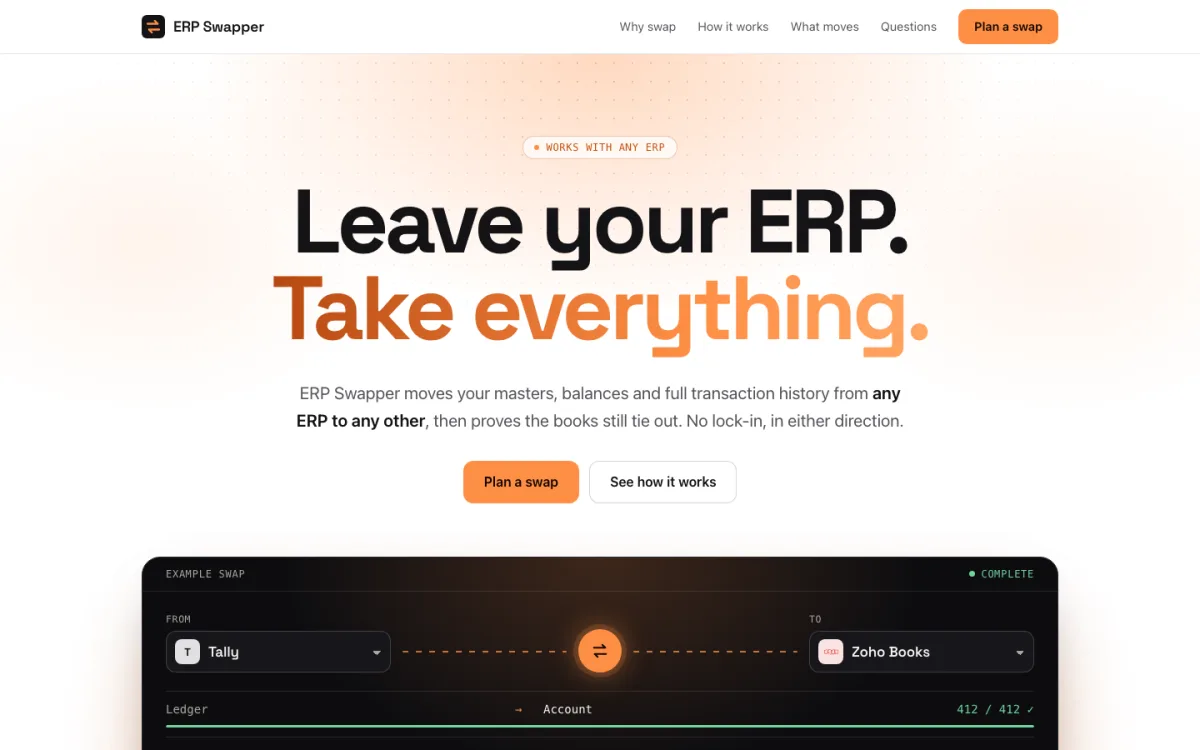 ERP Swapper
Why swap
How it works
What moves
Questions
Plan a swap
WORKS WITH ANY ERP
Leave your ERP.
Take everything.
ERP Swapper moves your masters, balances and full transaction history from any
ERP to any other, then proves the books still tie out. No lock-in, in either direction.
Plan a swap
See how it works
EXAMPLE SWAP
COMPLETE
FROM
TO
T
Tally
Zoho Books
Ledger → Account 412 / 412 ✓